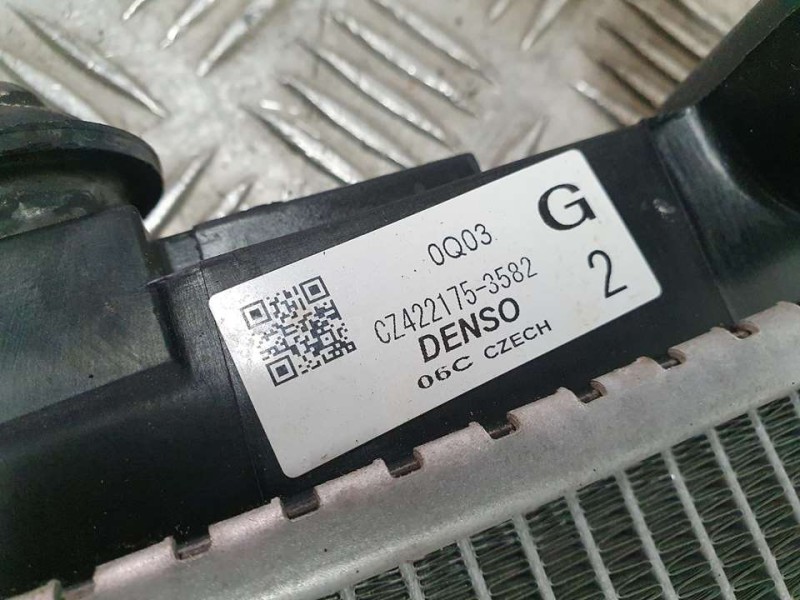 0Q03
G
CZ422175-3582
2
DENSO
06C CZECH